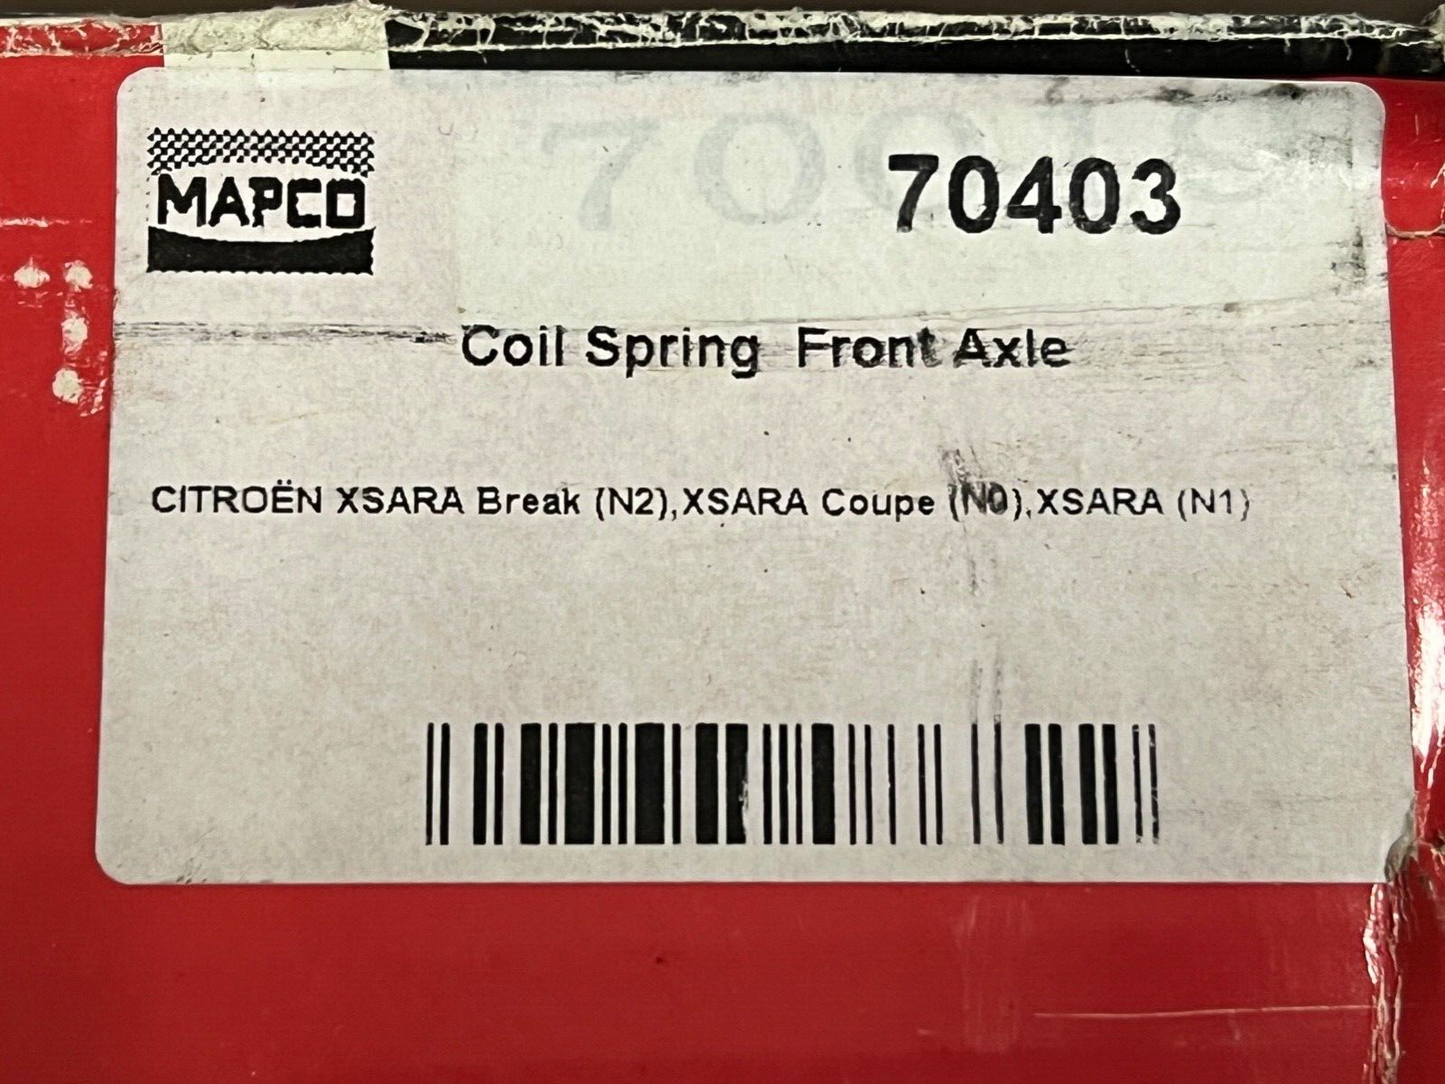 MAPCO
70403
Coil Spring Front Axle
CITROËN XSARA Break (N2),XSARA Coupe (N0),XSARA (N1)